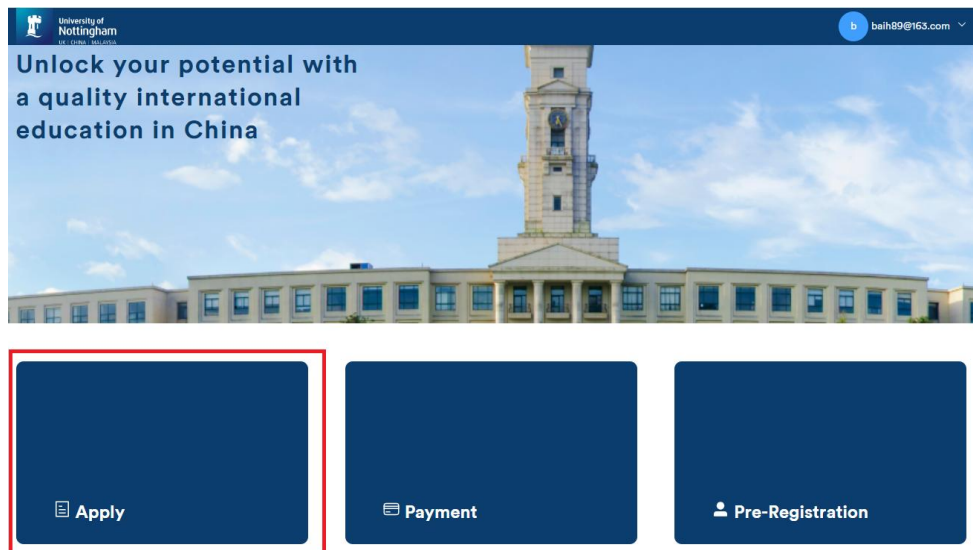 University of
Nottingham
UK | CHINA | MALAYSIA
b baih89@163.com
Unlock your potential with
a quality international
education in China
Apply
Payment
Pre-Registration